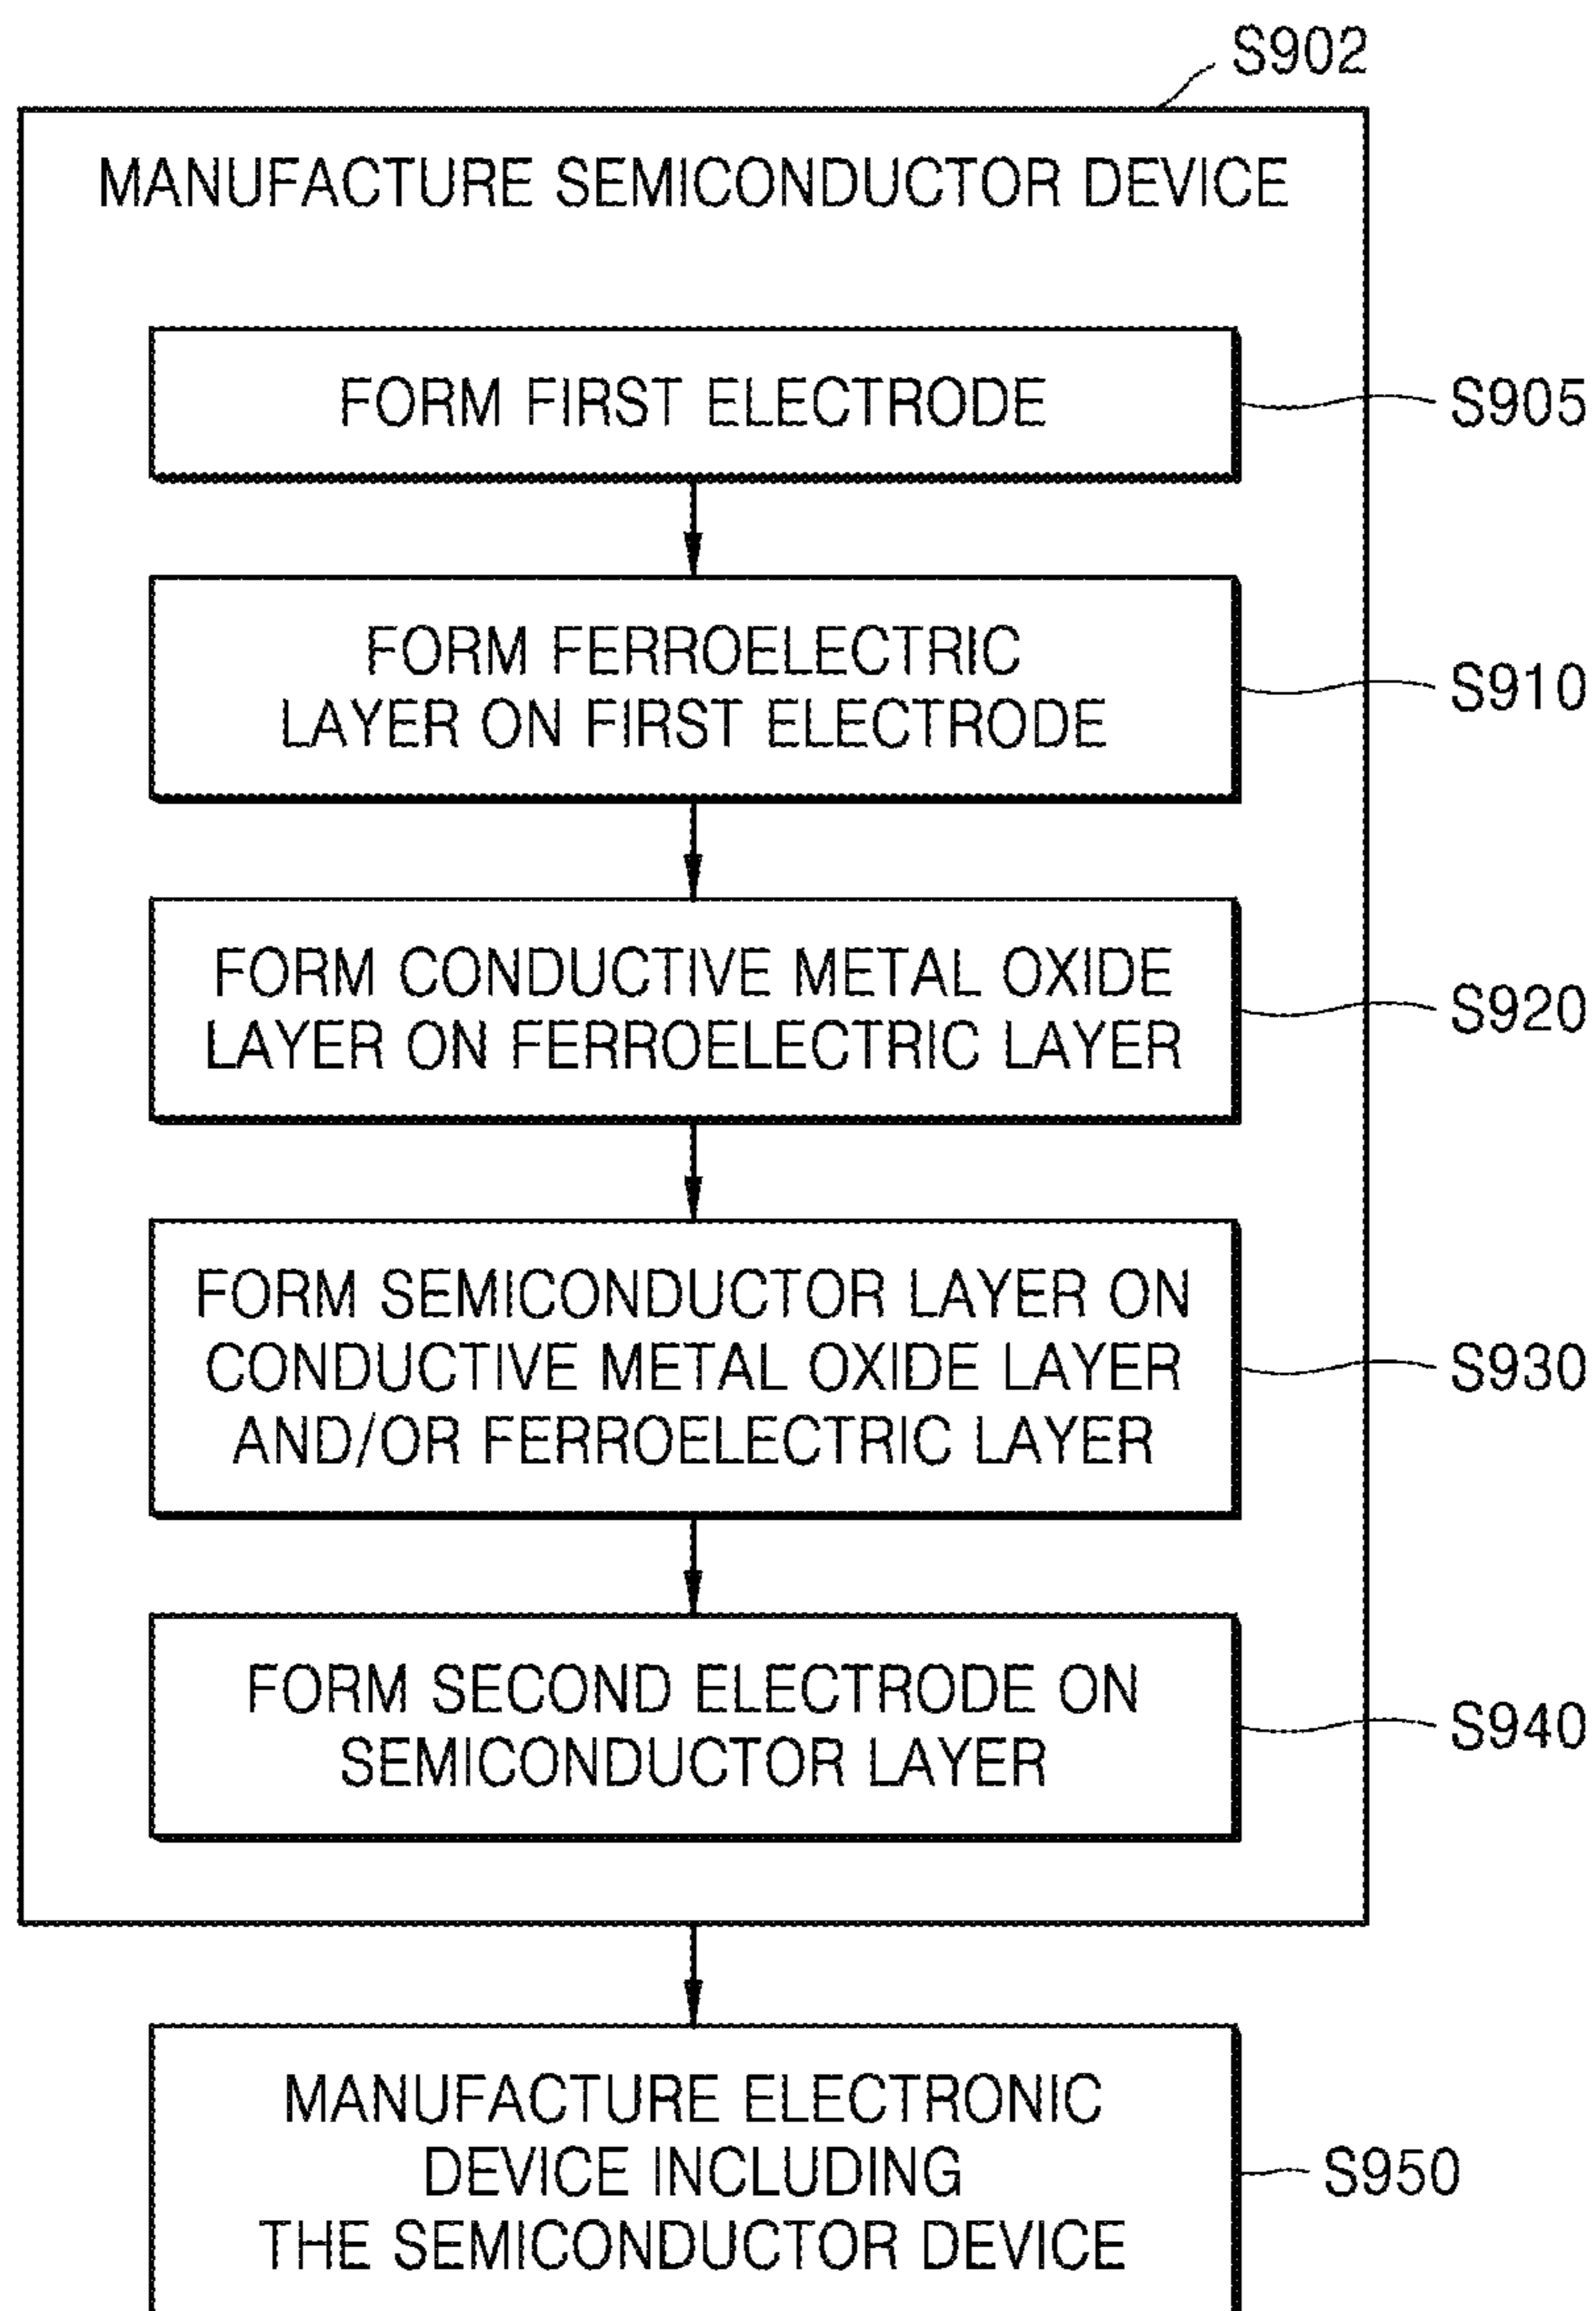 S902
MANUFACTURE SEMICONDUCTOR DEVICE
FORM FIRST ELECTRODE
S905
FORM FERROELECTRIC
LAYER ON FIRST ELECTRODE
S910
FORM CONDUCTIVE METAL OXIDE
LAYER ON FERROELECTRIC LAYER
S920
FORM SEMICONDUCTOR LAYER ON
CONDUCTIVE METAL OXIDE LAYER
AND/OR FERROELECTRIC LAYER
S930
FORM SECOND ELECTRODE ON
SEMICONDUCTOR LAYER
S940
MANUFACTURE ELECTRONIC
DEVICE INCLUDING
THE SEMICONDUCTOR DEVICE
S950